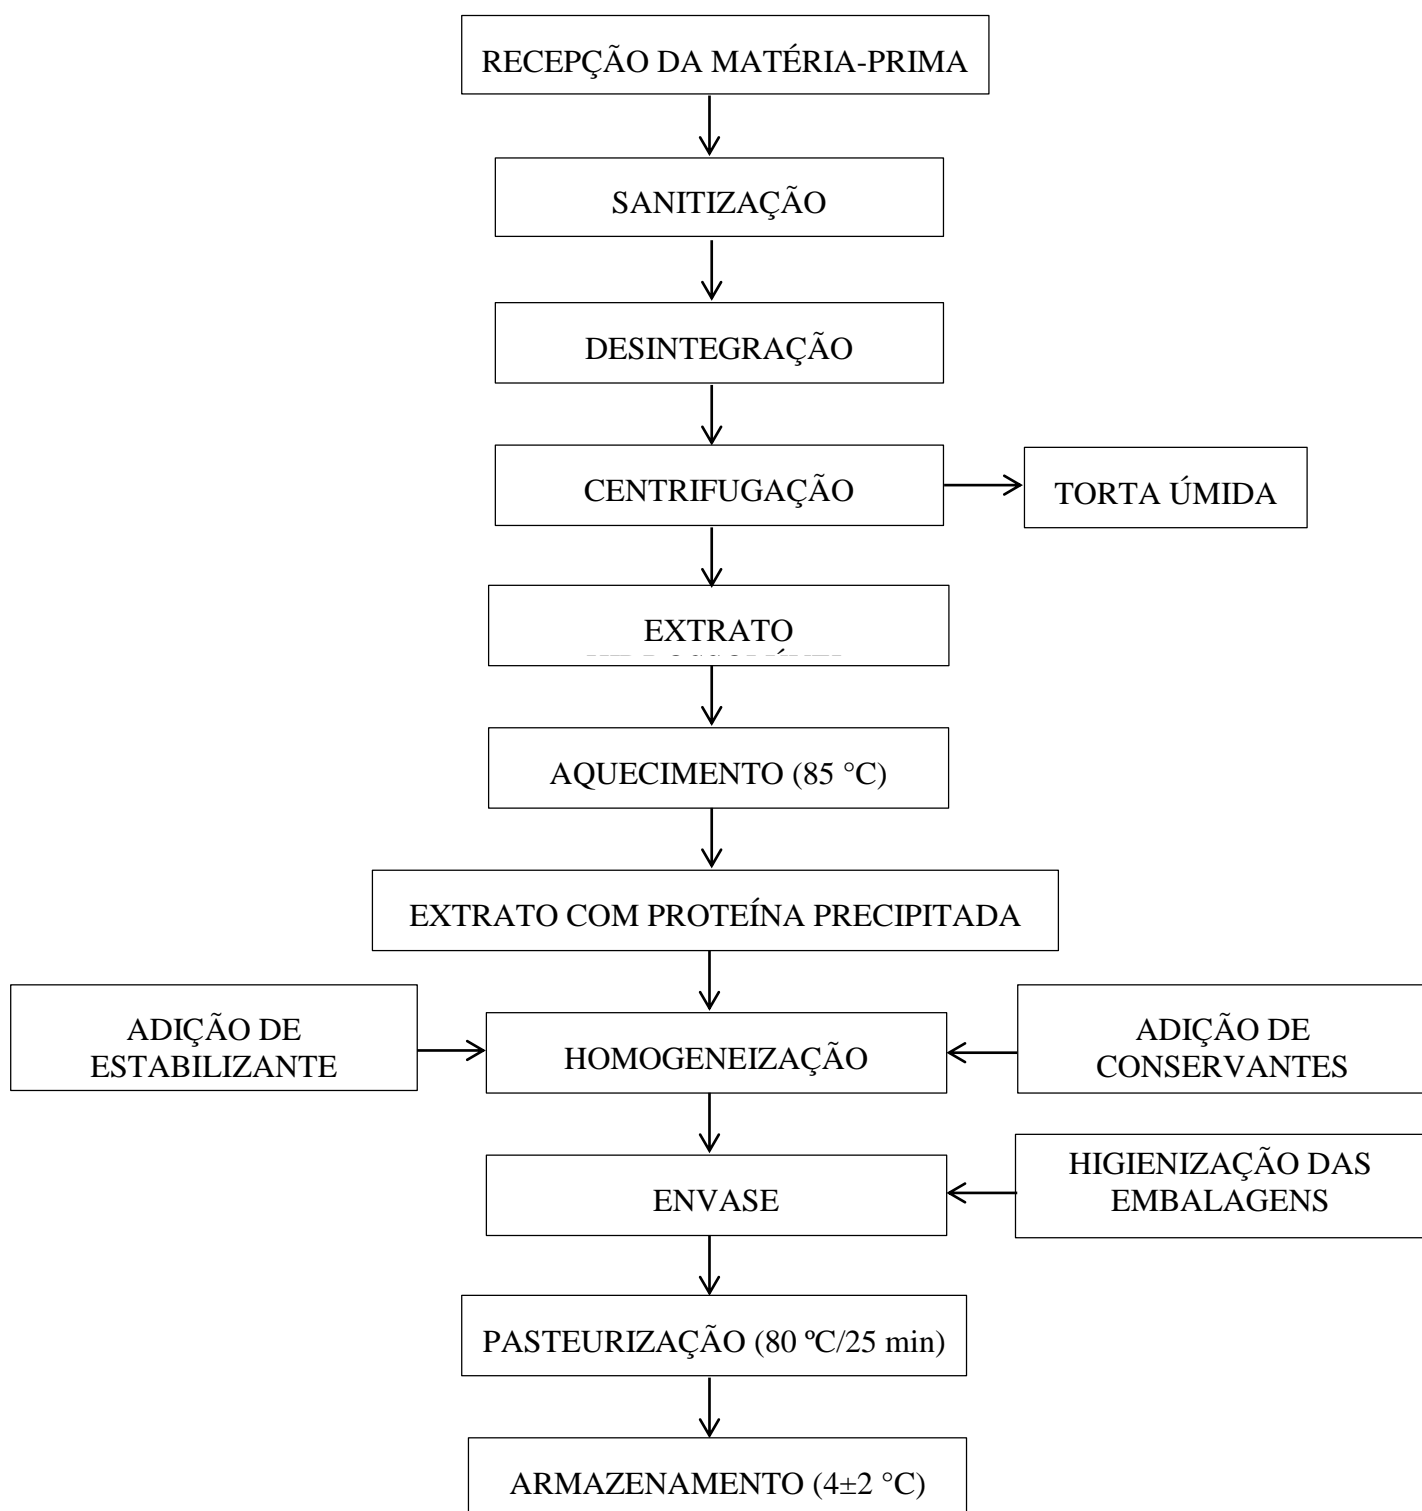 RECEPÇÃO DA MATÉRIA-PRIMA
SANITIZAÇÃO
DESINTEGRAÇÃO
CENTRIFUGAÇÃO
TORTA ÚMIDA
EXTRATO
AQUECIMENTO (85 °C)
EXTRATO COM PROTEÍNA PRECIPITADA
ADIÇÃO DE
ESTABILIZANTE
HOMOGENEIZAÇÃO
ADIÇÃO DE
CONSERVANTES
ENVASE
HIGIENIZAÇÃO DAS
EMBALAGENS
PASTEURIZAÇÃO (80 ºC/25 min)
ARMAZENAMENTO (4±2 °C)